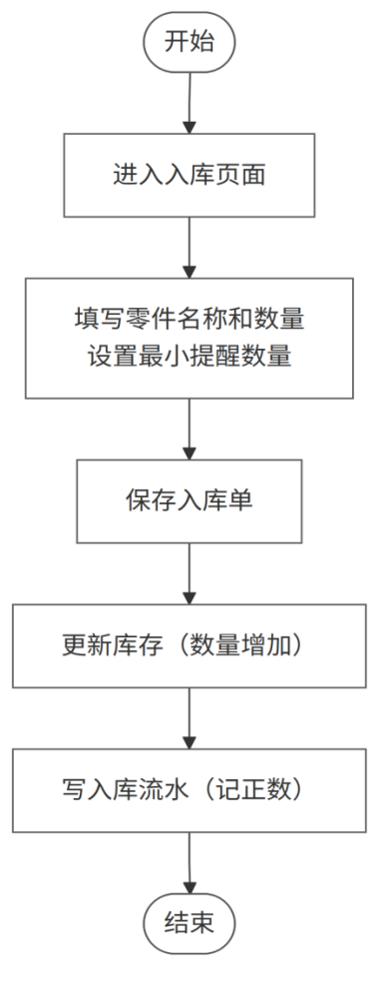 开始
进入入库页面
填写零件名称和数量
设置最小提醒数量
保存入库单
更新库存（数量增加）
写入库流水（记正数）
结束